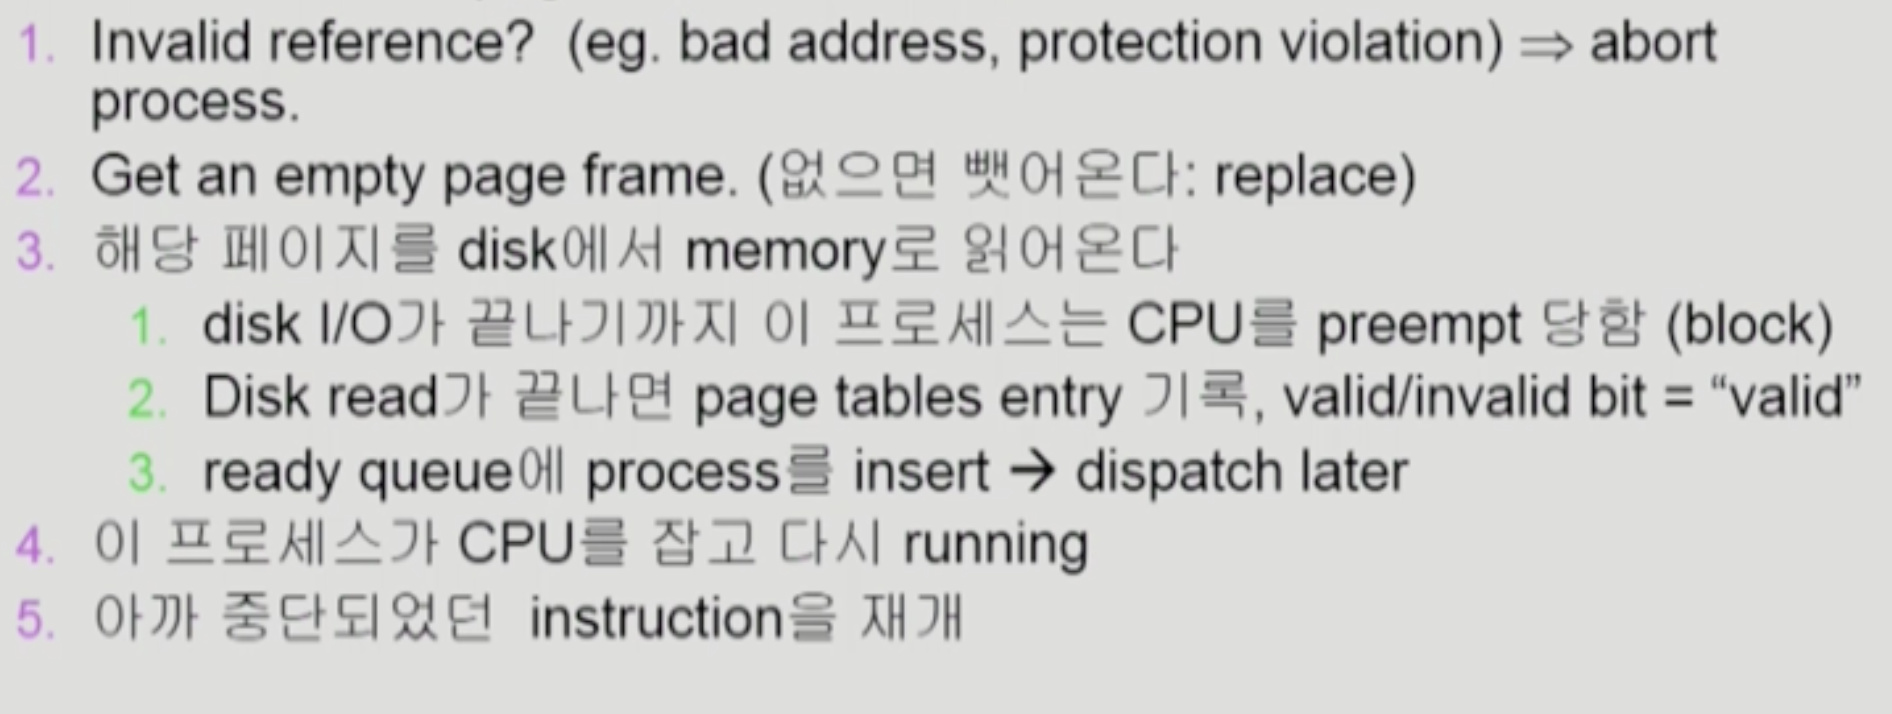 1. Invalid reference? (eg. bad address, protection violation) ⇒ abort
process.
2. Get an empty page frame. (없으면 뺏어온다: replace)
3. 해당 페이지를 disk에서 memory로 읽어온다
1. disk I/O가 끝나기까지 이 프로세스는 CPU를 preempt 당함 (block)
2. Disk read가 끝나면 page tables entry 기록, valid/invalid bit = “valid”
3. ready queue에 process를 insert → dispatch later
4. 이 프로세스가 CPU를 잡고 다시 running
5. 아까 중단되었던 instruction을 재개